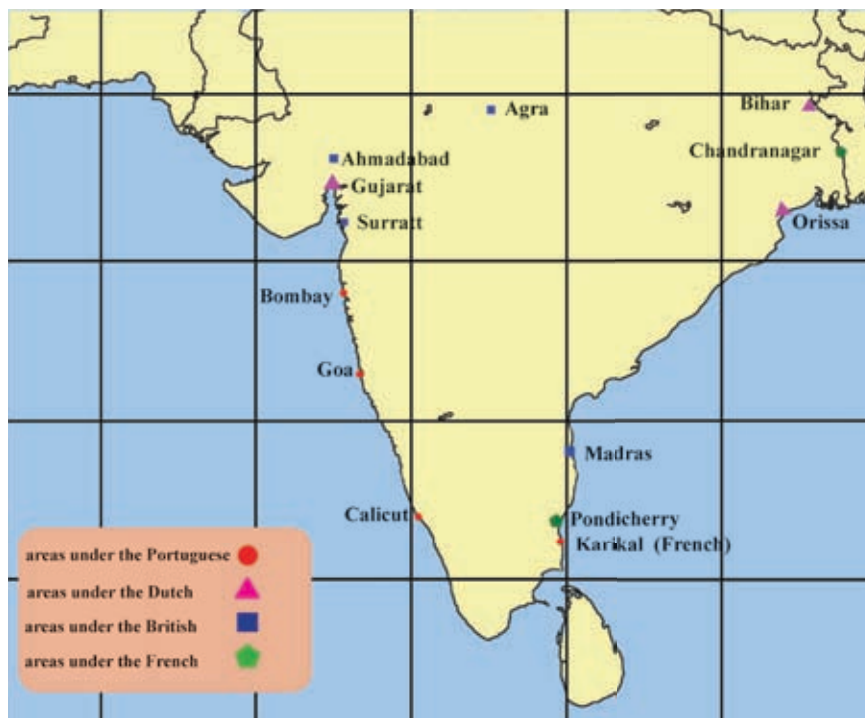 Agra
Bihar
Chandranagar
Ahmadabad
Gujarat
Surratt
Orissa
Bombay
Goa
Madras
Calicut
Pondicherry
Karikal (French)
areas under the Portuguese
areas under the Dutch
areas under the British
areas under the French